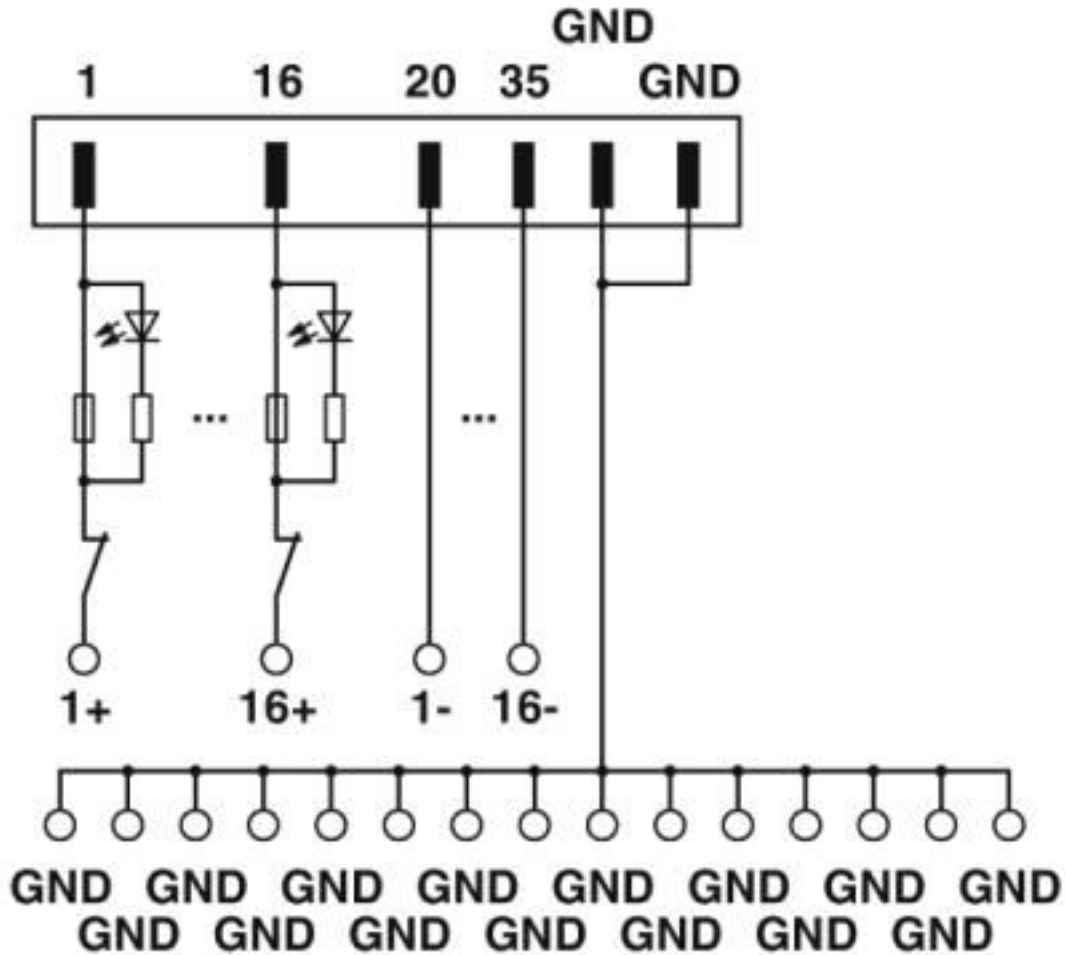 GND
1 16 20 35 GND
... ...
1+ 16+ 1- 16-
GND GND GND GND GND GND GND GND
GND GND GND GND GND GND GND